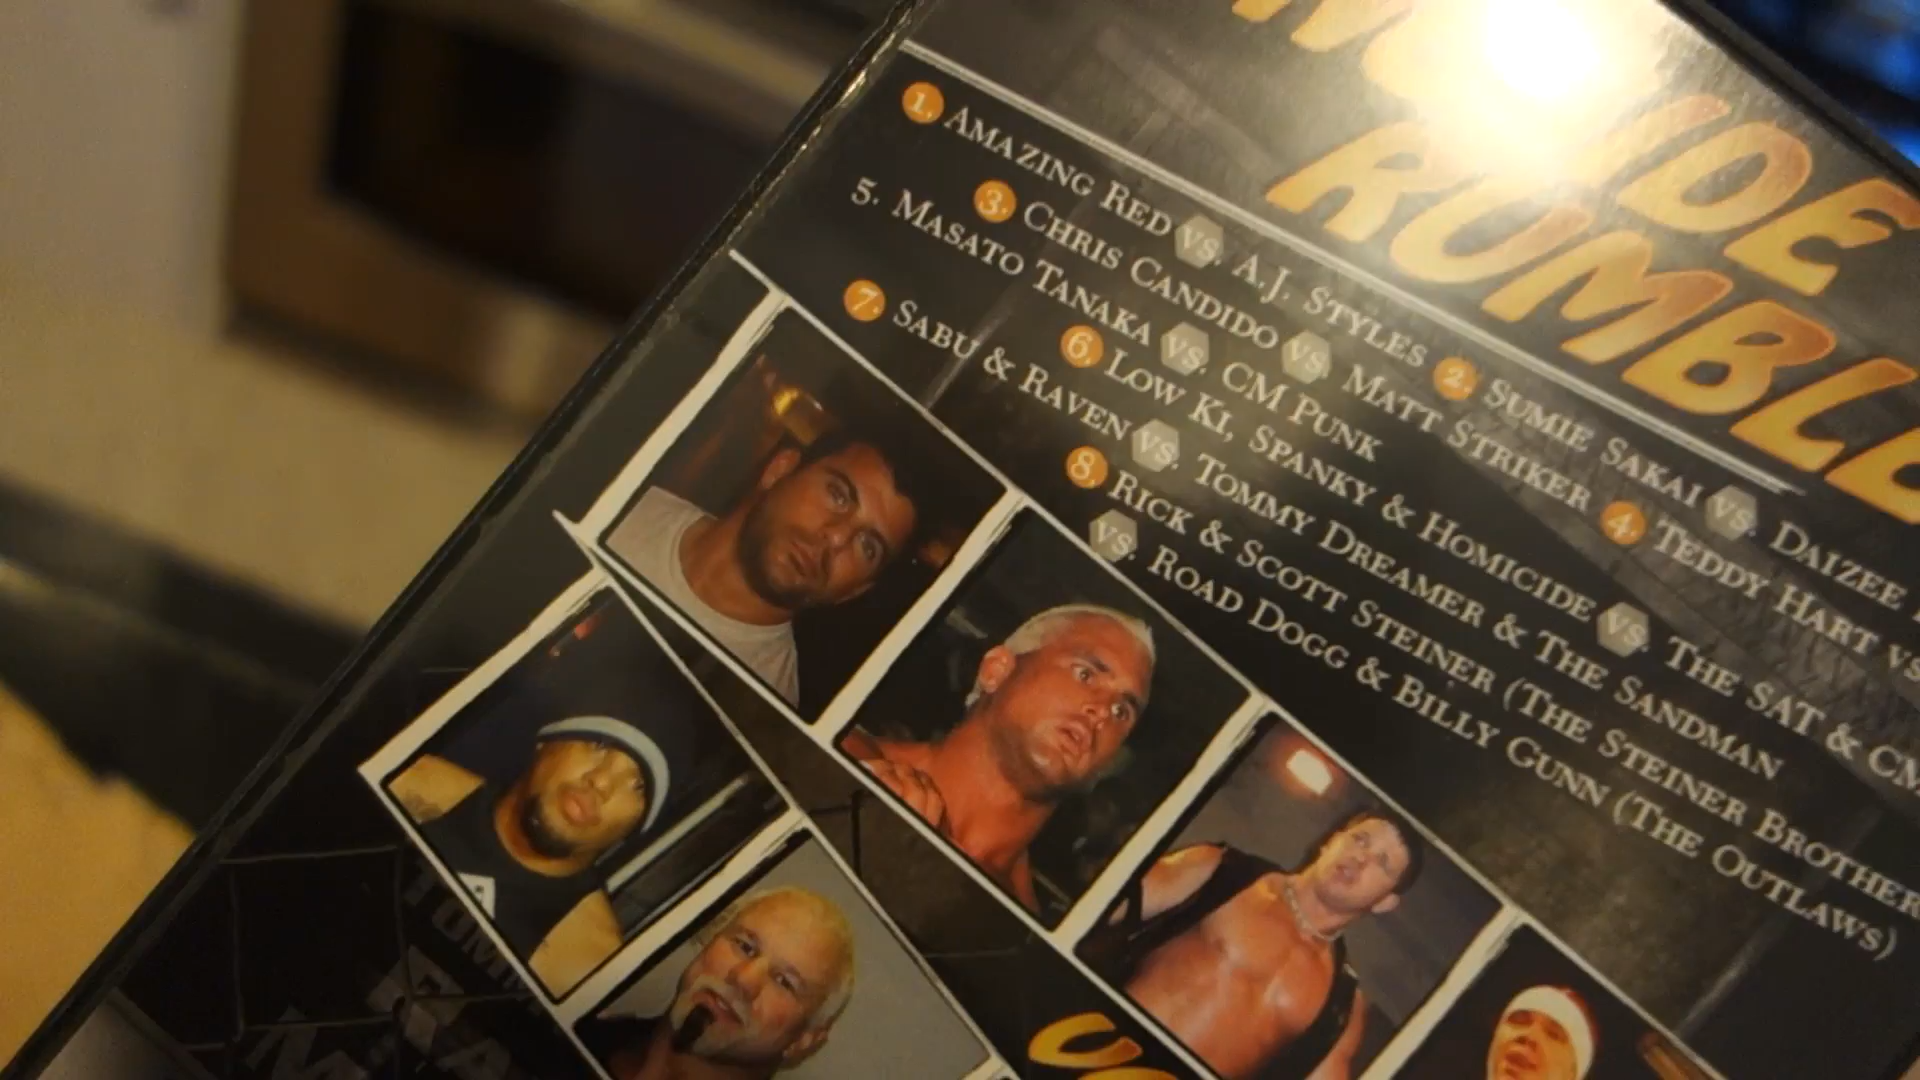 RUMBLE
1. AMAZING RED VS. A.J. STYLES 2. SUMIE SAKAI VS. DAIZEE
3. CHRIS CANDIDO VS. MATT STRIKER 4. TEDDY HART VS
5. MASATO TANAKA VS. CM PUNK
6. LOW KI, SPANKY & HOMICIDE VS. THE SAT & CM
7. SABU & RAVEN VS. TOMMY DREAMER & THE SANDMAN
8. RICK & SCOTT STEINER (THE STEINER BROTHER
VS. ROAD DOGG & BILLY GUNN (THE OUTLAWS)